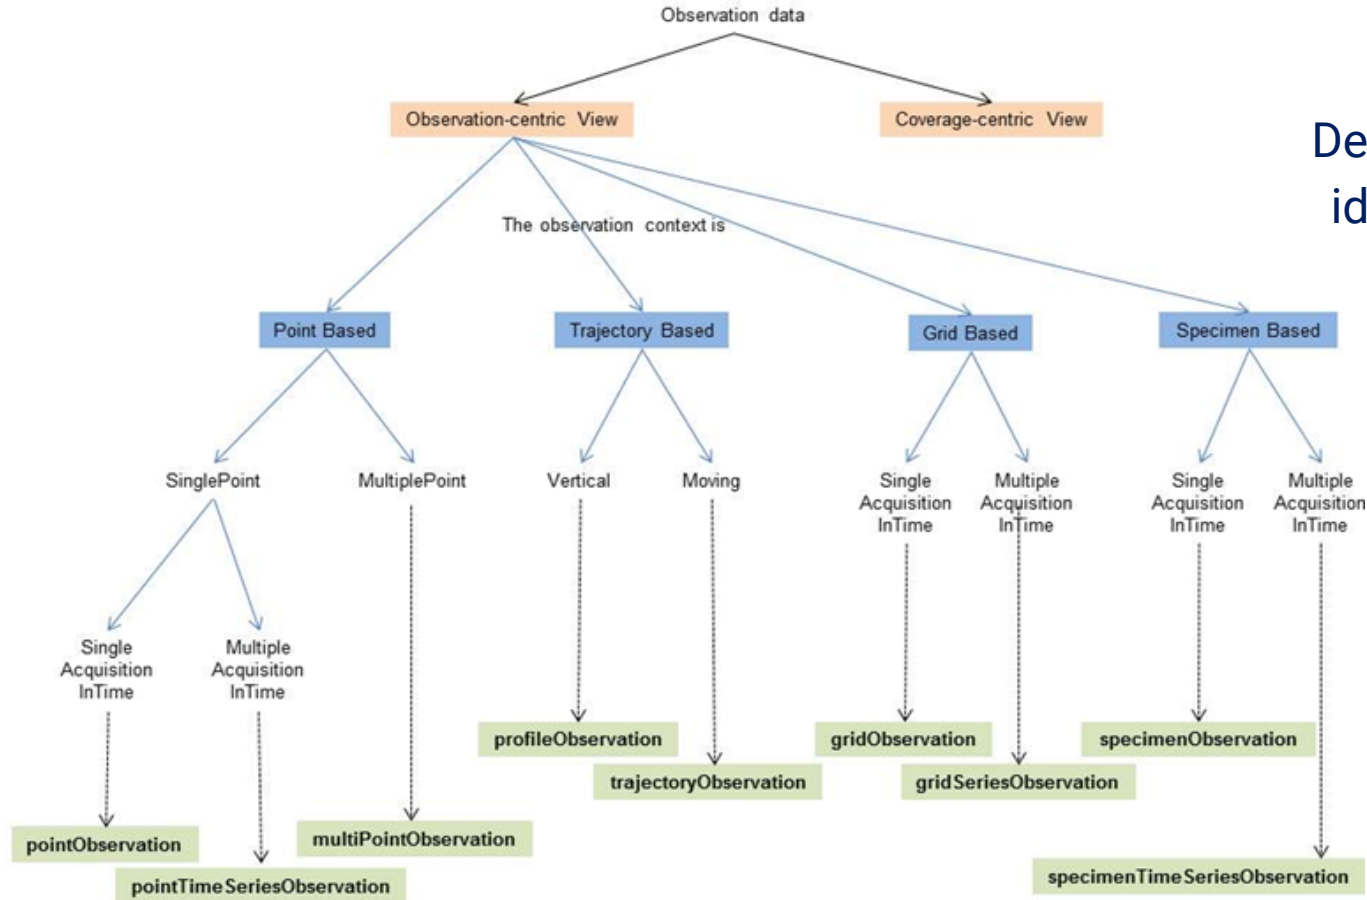 Observation data
Observation-centric View
Coverage-centric View
De
id
The observation context is
Point Based
Trajectory Based
Grid Based
Specimen Based
SinglePoint
MultiplePoint
Vertical
Moving
Single
Acquisition
InTime
Multiple
Acquisition
InTime
Single
Acquisition
InTime
Multiple
Acquisition
InTime
Single
Acquisition
InTime
Multiple
Acquisition
InTime
profileObservation
gridObservation
specimenObservation
trajectoryObservation
gridSeriesObservation
pointObservation
multiPointObservation
pointTimeSeriesObservation
specimenTimeSeriesObservation